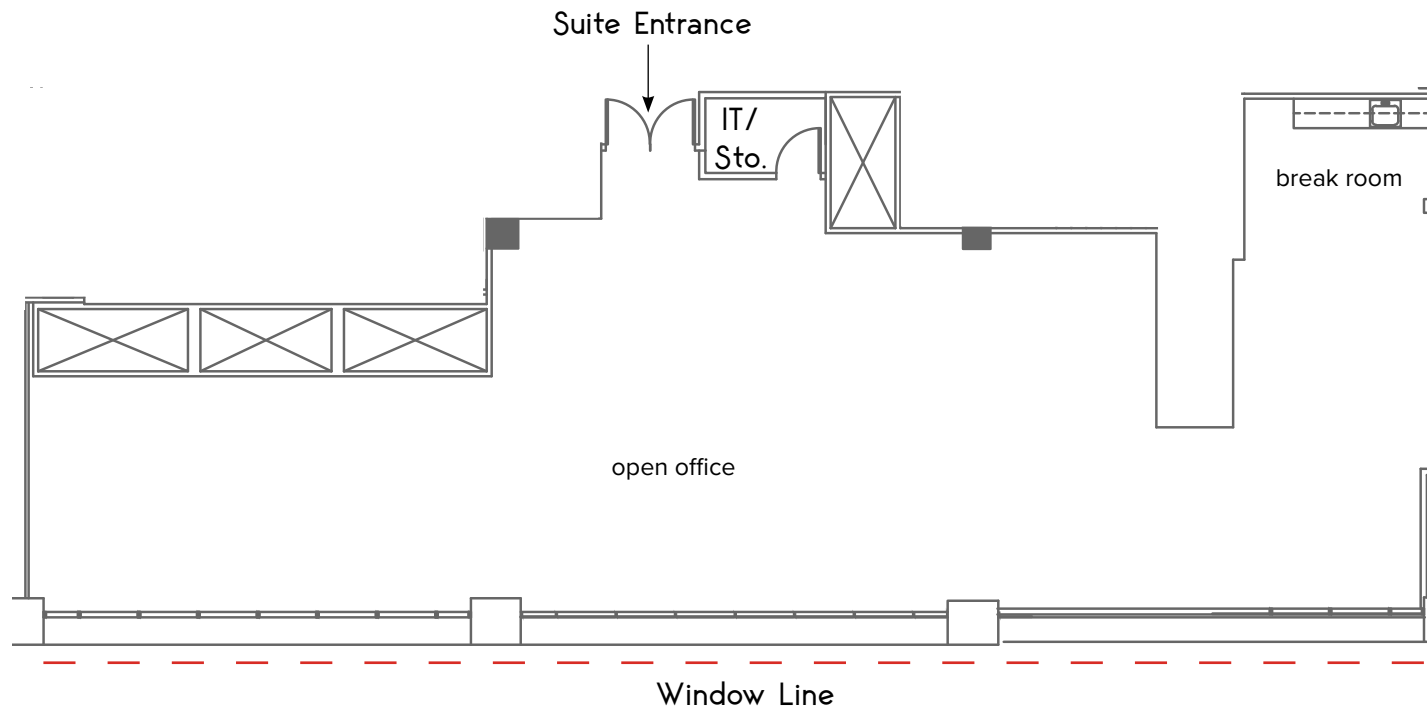 Suite Entrance
IT/
Sto.
break room
open office
Window Line